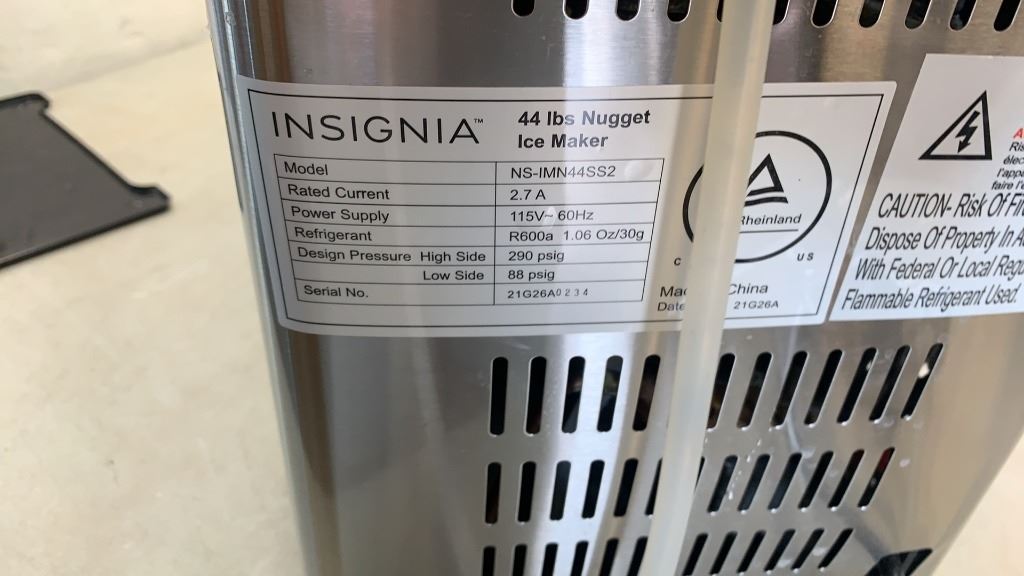 INSIGNIA™
44 lbs Nugget
Ice Maker
Model NS-IMN44SS2
Rated Current 2.7 A
Power Supply 115V~ 60Hz
Refrigerant R600a 1.06 Oz/30g
Design Pressure High Side 290 psig
Low Side 88 psig
Serial No. 21G26A0234
Rheinland
C US
China
Date 21G26A
CAUTION- Risk Of
Dispose Of Property In
With Federal Or Local
Flammable Refrigerant Used.